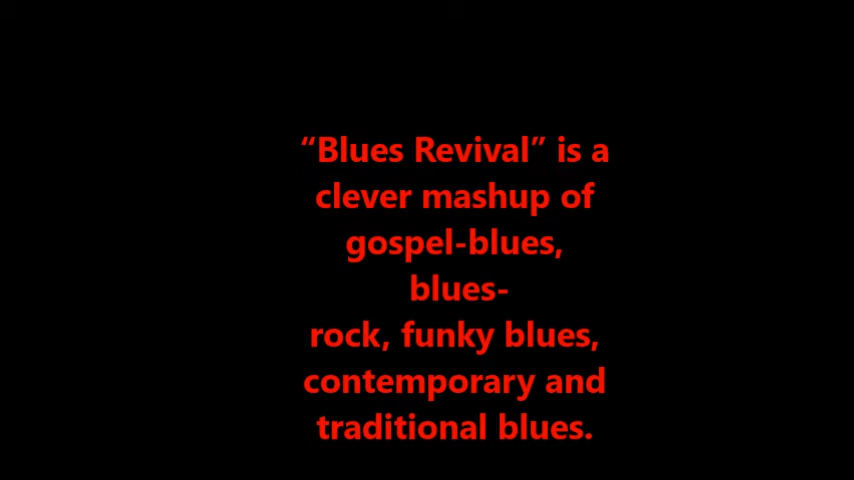 “Blues Revival” is a
clever mashup of
gospel-blues,
blues-
rock, funky blues,
contemporary and
traditional blues.